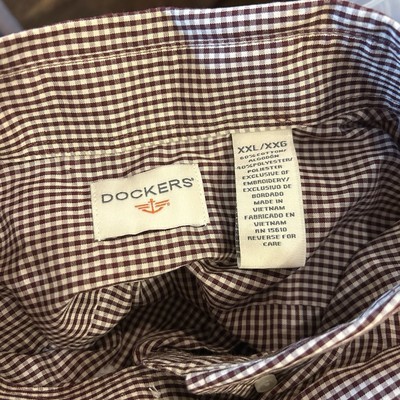 DOCKERS®
XXL/XXG
60% COTTON/
ALGODÓN
40% POLYESTER/
POLIESTER
EXCLUSIVE OF
EMBROIDERY/
EXCLUSIVO DE
BORDADO
MADE IN
VIETNAM
FABRICADO EN
VIETNAM
RN 15610
REVERSE FOR
CARE